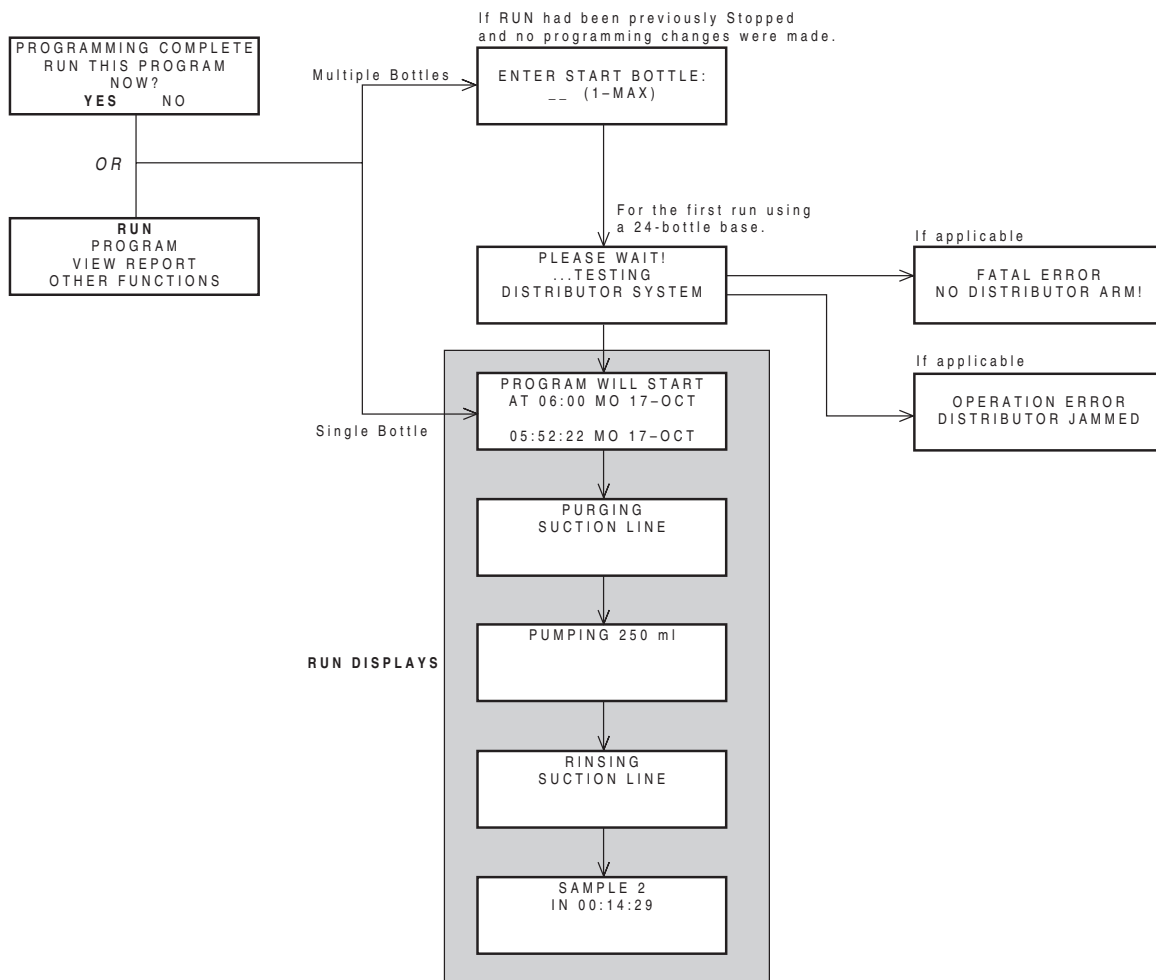 If RUN had been previously Stopped
and no programming changes were made.
PROGRAMMING COMPLETE
RUN THIS PROGRAM
NOW?
YES NO
Multiple Bottles
ENTER START BOTTLE:
__ (1–MAX)
OR
For the first run using
a 24-bottle base.
RUN
PROGRAM
VIEW REPORT
OTHER FUNCTIONS
PLEASE WAIT!
...TESTING
DISTRIBUTOR SYSTEM
If applicable
FATAL ERROR
NO DISTRIBUTOR ARM!
If applicable
OPERATION ERROR
DISTRIBUTOR JAMMED
Single Bottle
PROGRAM WILL START
AT 06:00 MO 17–OCT
05:52:22 MO 17–OCT
PURGING
SUCTION LINE
RUN DISPLAYS
PUMPING 250 ml
RINSING
SUCTION LINE
SAMPLE 2
IN 00:14:29